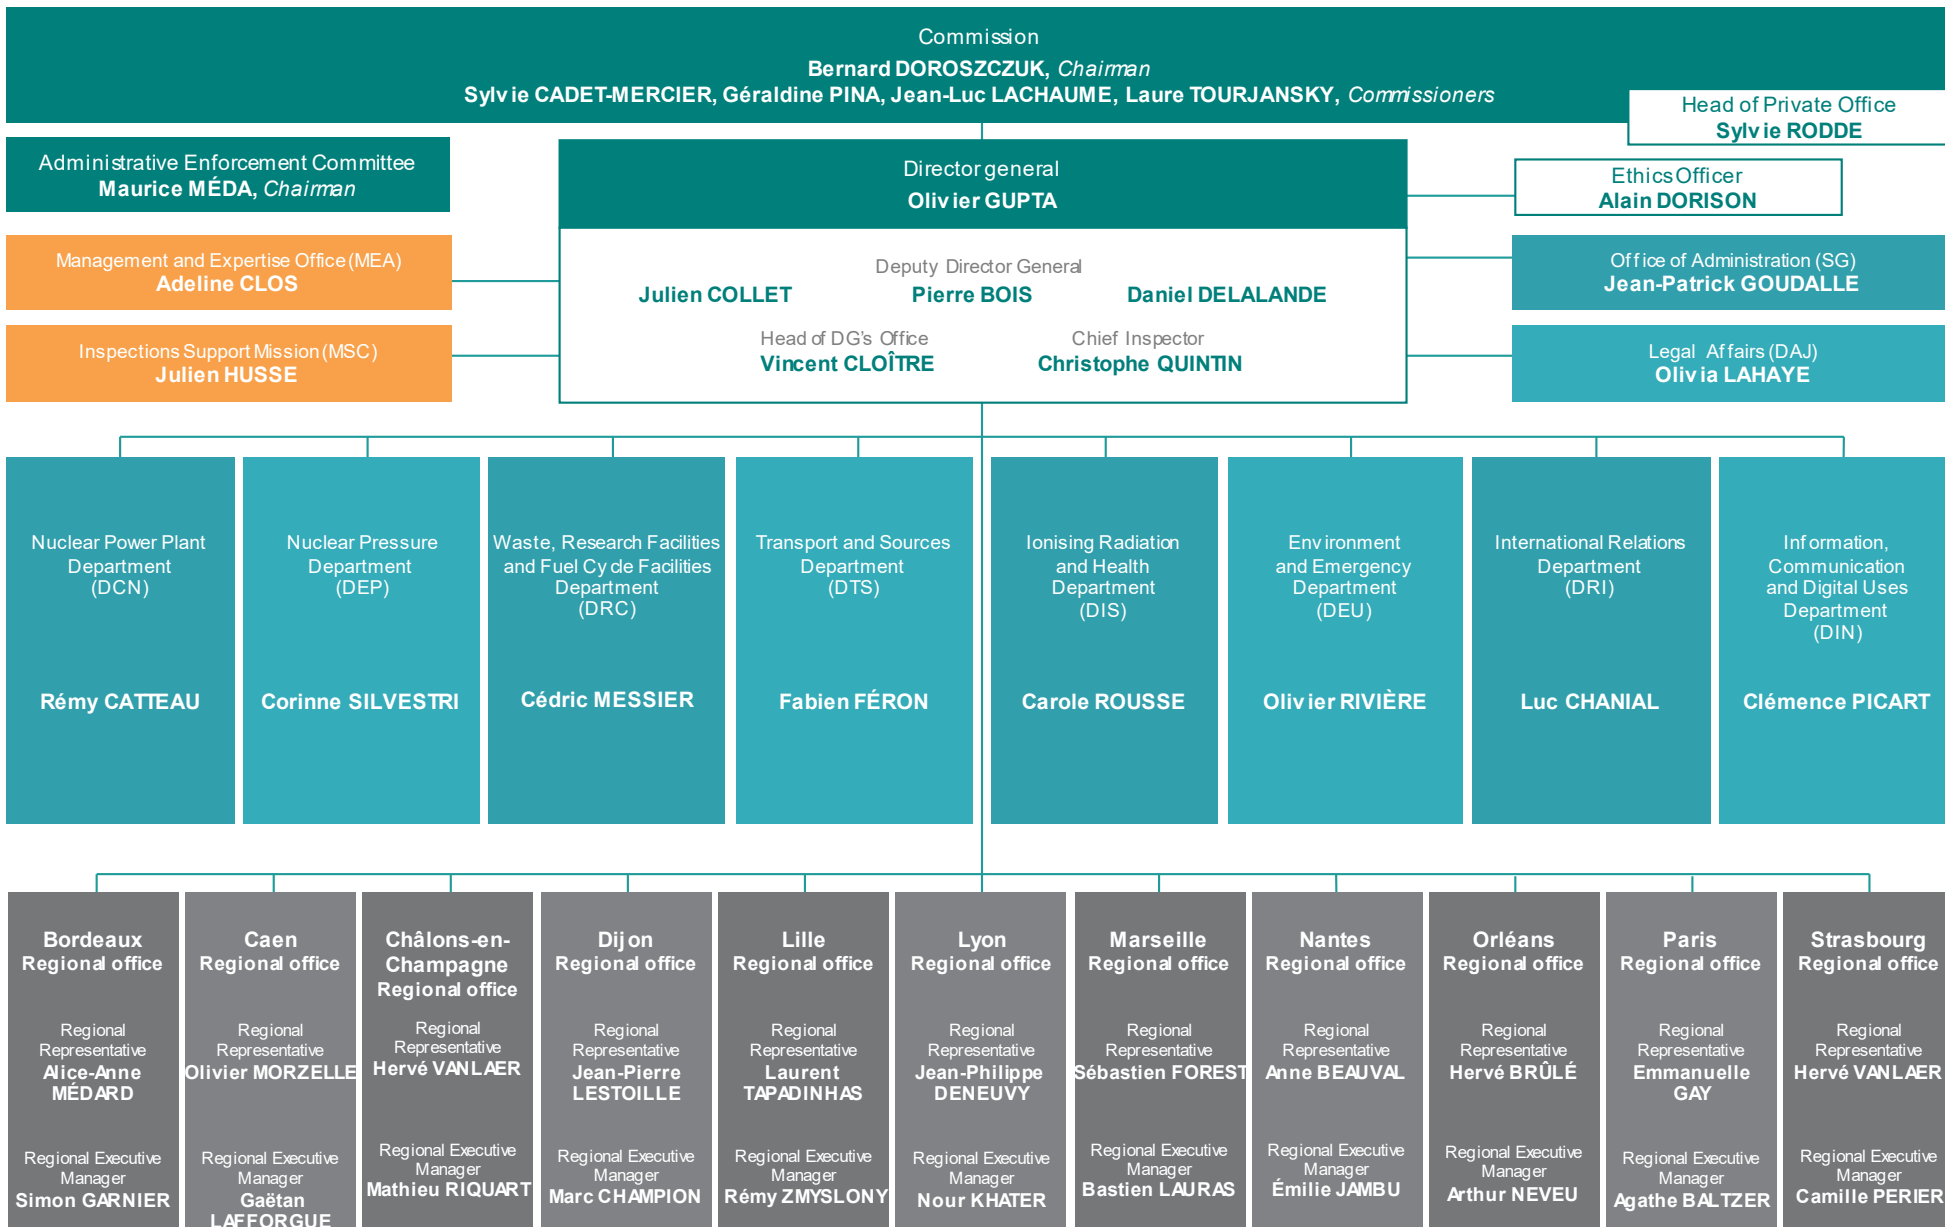 Commission
Bernard DOROSZCZUK, Chairman
Sylvie CADET-MERCIER, Géraldine PINA, Jean-Luc LACHAUME, Laure TOURJANSKY, Commissioners
Head of Private Office
Sylvie RODDE
Administrative Enforcement Committee
Maurice MÉDA, Chairman
Director general
Olivier GUPTA
Ethics Officer
Alain DORISON
Management and Expertise Office (MEA)
Adeline CLOS
Deputy Director General
Julien COLLET Pierre BOIS Daniel DELALANDE
Office of Administration (SG)
Jean-Patrick GOUDALLE
Inspections Support Mission (MSC)
Julien HUSSE
Head of DG's Office
Vincent CLOÎTRE
Chief Inspector
Christophe QUINTIN
Legal Affairs (DAJ)
Olivia LAHAYE
Nuclear Power Plant
Department
(DCN)
Rémy CATTEAU
Nuclear Pressure
Department
(DEP)
Corinne SILVESTRI
Waste, Research Facilities
and Fuel Cycle Facilities
Department
(DRC)
Cédric MESSIER
Transport and Sources
Department
(DTS)
Fabien FÉRON
Ionising Radiation
and Health
Department
(DIS)
Carole ROUSSE
Environment
and Emergency
Department
(DEU)
Olivier RIVIÈRE
International Relations
Department
(DRI)
Luc CHANIAL
Information,
Communication
and Digital Uses
Department
(DIN)
Clémence PICART
Bordeaux
Regional office
Regional
Representative
Alice-Anne
MÉDARD
Regional Executive
Manager
Simon GARNIER
Caen
Regional office
Regional
Representative
Olivier MORZELLE
Regional Executive
Manager
Gaëtan
LAFFORGUE
Châlons-en-
Champagne
Regional office
Regional
Representative
Hervé VANLAER
Regional Executive
Manager
Mathieu RIQUART
Dijon
Regional office
Regional
Representative
Jean-Pierre
LESTOILLE
Regional Executive
Manager
Marc CHAMPION
Lille
Regional office
Regional
Representative
Laurent
TAPADINHAS
Regional Executive
Manager
Rémy ZMYSLONY
Lyon
Regional office
Regional
Representative
Jean-Philippe
DENEUVY
Regional Executive
Manager
Nour KHATER
Marseille
Regional office
Regional
Representative
Sébastien FOREST
Regional Executive
Manager
Bastien LAURAS
Nantes
Regional office
Regional
Representative
Anne BEAUVAL
Regional Executive
Manager
Émilie JAMBU
Orléans
Regional office
Regional
Representative
Hervé BRÛLÉ
Regional Executive
Manager
Arthur NEVEU
Paris
Regional office
Regional
Representative
Emmanuelle
GAY
Regional Executive
Manager
Agathe BALTZER
Strasbourg
Regional office
Regional
Representative
Hervé VANLAER
Regional Executive
Manager
Camille PERIER